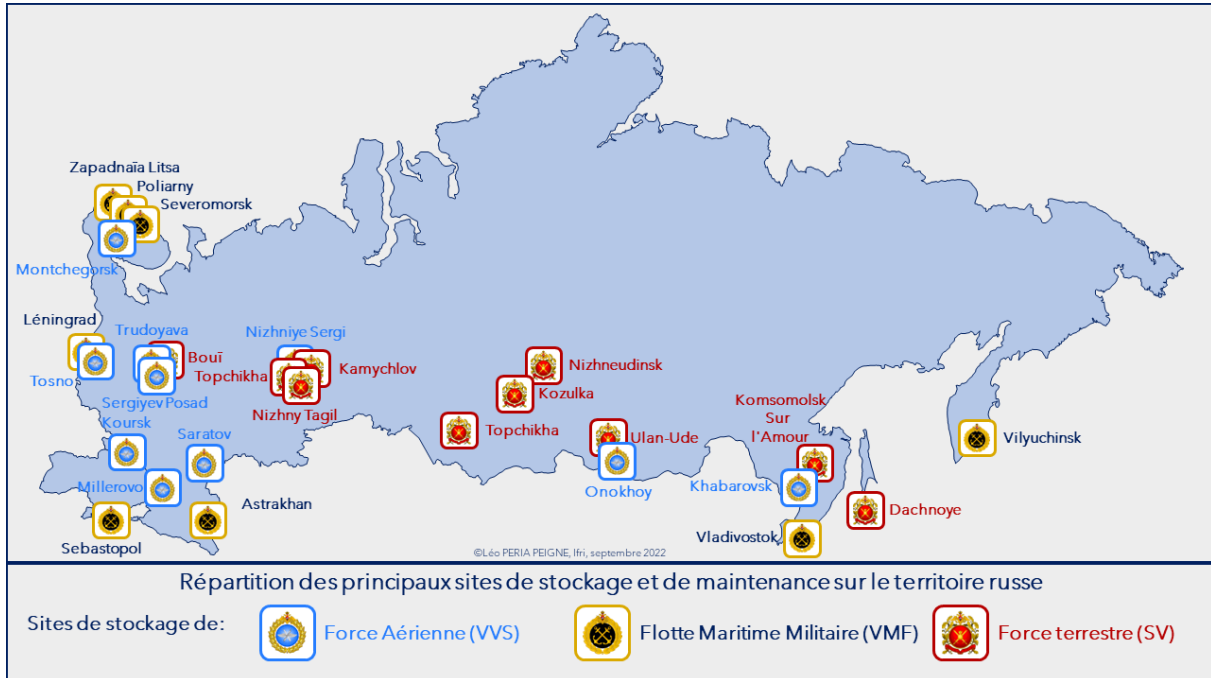 Zapadnaïa Litsa
Poliarny
Severomorsk
Montchegorsk
Léningrad
Tosno
Trudoyava
Bouï
Topchikha
Sergiyev Posad
Nizhniye Sergi
Kamychlov
Nizhny Tagil
Nizhneudinsk
Kozulka
Topchikha
Koursk
Saratov
Millerovo
Astrakhan
Sebastopol
Ulan-Ude
Onokhoy
Komsomolsk
Sur
l'Amour
Khabarovsk
Dachnoye
Vladivostok
Vilyuchinsk
©Léo PERIA PEIGNE, Ifri, septembre 2022
Répartition des principaux sites de stockage et de maintenance sur le territoire russe
Sites de stockage de:
Force Aérienne (VVS)
Flotte Maritime Militaire (VMF)
Force terrestre (SV)